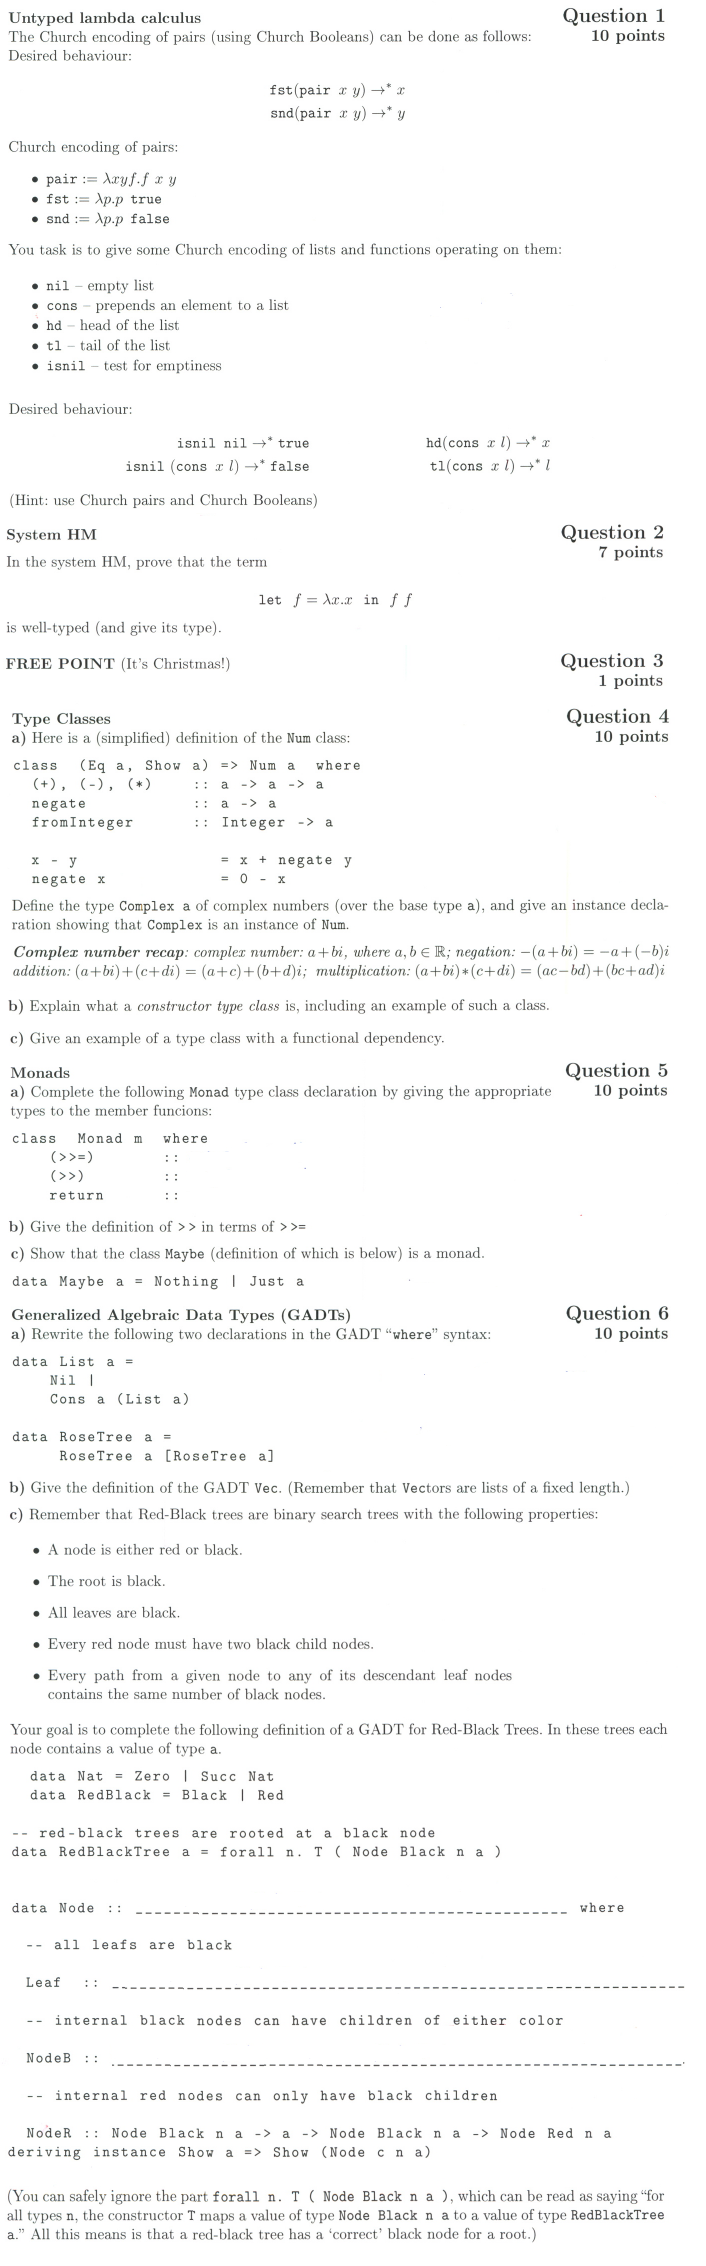 Untyped lambda calculus Question 1
The Church encoding of pairs (using Church Booleans) can be done as follows: 10 points
Desired behaviour:
fst(pair x y) →* x
snd(pair x y) →* y
Church encoding of pairs:
• pair := λxyf.f x y
• fst := λp.p true
• snd := λp.p false
You task is to give some Church encoding of lists and functions operating on them:
• nil – empty list
• cons – prepends an element to a list
• hd – head of the list
• tl – tail of the list
• isnil – test for emptiness
Desired behaviour:
isnil nil →* true hd(cons x l) →* x
isnil (cons x l) →* false tl(cons x l) →* l
(Hint: use Church pairs and Church Booleans)
System HM Question 2
7 points
In the system HM, prove that the term
let f = λx.x in f f
is well-typed (and give its type).
FREE POINT (It's Christmas!) Question 3
1 points
Type Classes Question 4
a) Here is a (simplified) definition of the Num class: 10 points
class (Eq a, Show a) => Num a where
(+), (-), (*) :: a -> a -> a
negate :: a -> a
fromInteger :: Integer -> a
x - y = x + negate y
negate x = 0 - x
Define the type Complex a of complex numbers (over the base type a), and give an instance decla-
ration showing that Complex is an instance of Num.
Complex number recap: complex number: a+bi, where a, b ∈ ℝ; negation: −(a+bi) = −a+(−b)i
addition: (a+bi)+(c+di) = (a+c)+(b+d)i; multiplication: (a+bi)*(c+di) = (ac−bd)+(bc+ad)i
b) Explain what a constructor type class is, including an example of such a class.
c) Give an example of a type class with a functional dependency.
Monads Question 5
a) Complete the following Monad type class declaration by giving the appropriate 10 points
types to the member funcions:
class Monad m where
(>>=) ::
(>>) ::
return ::
b) Give the definition of >> in terms of >>=
c) Show that the class Maybe (definition of which is below) is a monad.
data Maybe a = Nothing | Just a
Generalized Algebraic Data Types (GADTs) Question 6
a) Rewrite the following two declarations in the GADT “where” syntax: 10 points
data List a =
Nil |
Cons a (List a)
data RoseTree a =
RoseTree a [RoseTree a]
b) Give the definition of the GADT Vec. (Remember that Vectors are lists of a fixed length.)
c) Remember that Red-Black trees are binary search trees with the following properties:
• A node is either red or black.
• The root is black.
• All leaves are black.
• Every red node must have two black child nodes.
• Every path from a given node to any of its descendant leaf nodes
contains the same number of black nodes.
Your goal is to complete the following definition of a GADT for Red-Black Trees. In these trees each
node contains a value of type a.
data Nat = Zero | Succ Nat
data RedBlack = Black | Red
-- red-black trees are rooted at a black node
data RedBlackTree a = forall n. T ( Node Black n a )
data Node :: ______________________________ where
-- all leafs are black
Leaf :: ______________________________
-- internal black nodes can have children of either color
NodeB :: ______________________________
-- internal red nodes can only have black children
NodeR :: Node Black n a -> a -> Node Black n a -> Node Red n a
deriving instance Show a => Show (Node c n a)
(You can safely ignore the part forall n. T ( Node Black n a ), which can be read as saying “for
all types n, the constructor T maps a value of type Node Black n a to a value of type RedBlackTree
a.” All this means is that a red-black tree has a ‘correct’ black node for a root.)